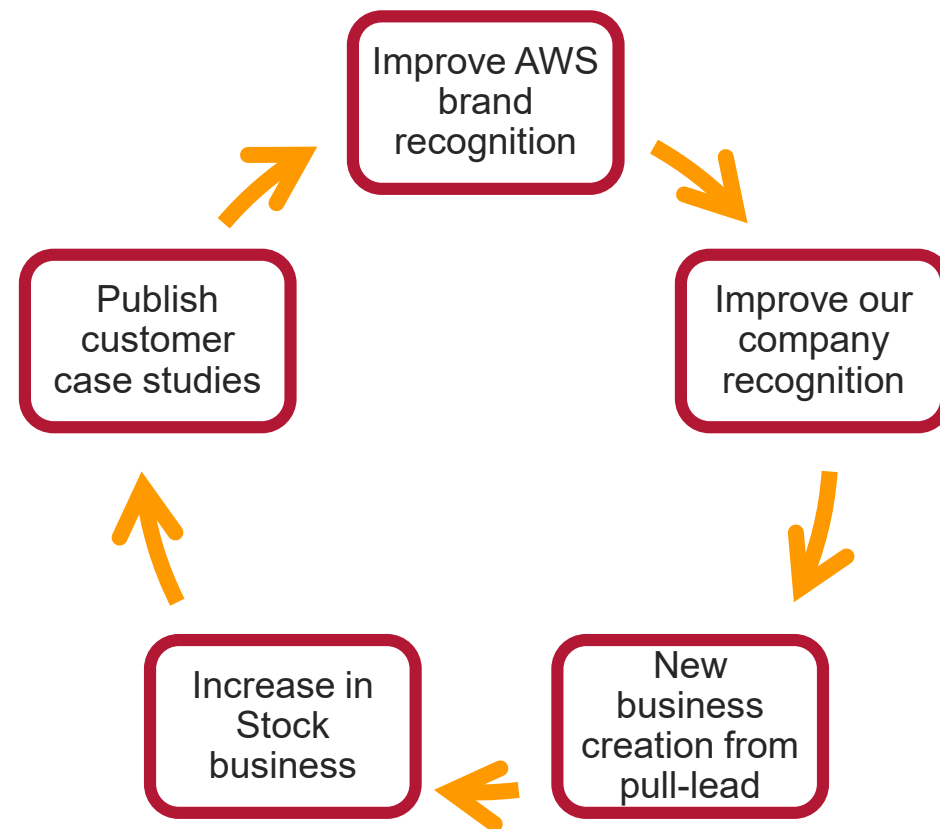 Improve AWS
brand
recognition
Improve our
company
recognition
New
business
creation from
pull-lead
Increase in
Stock
business
Publish
customer
case studies